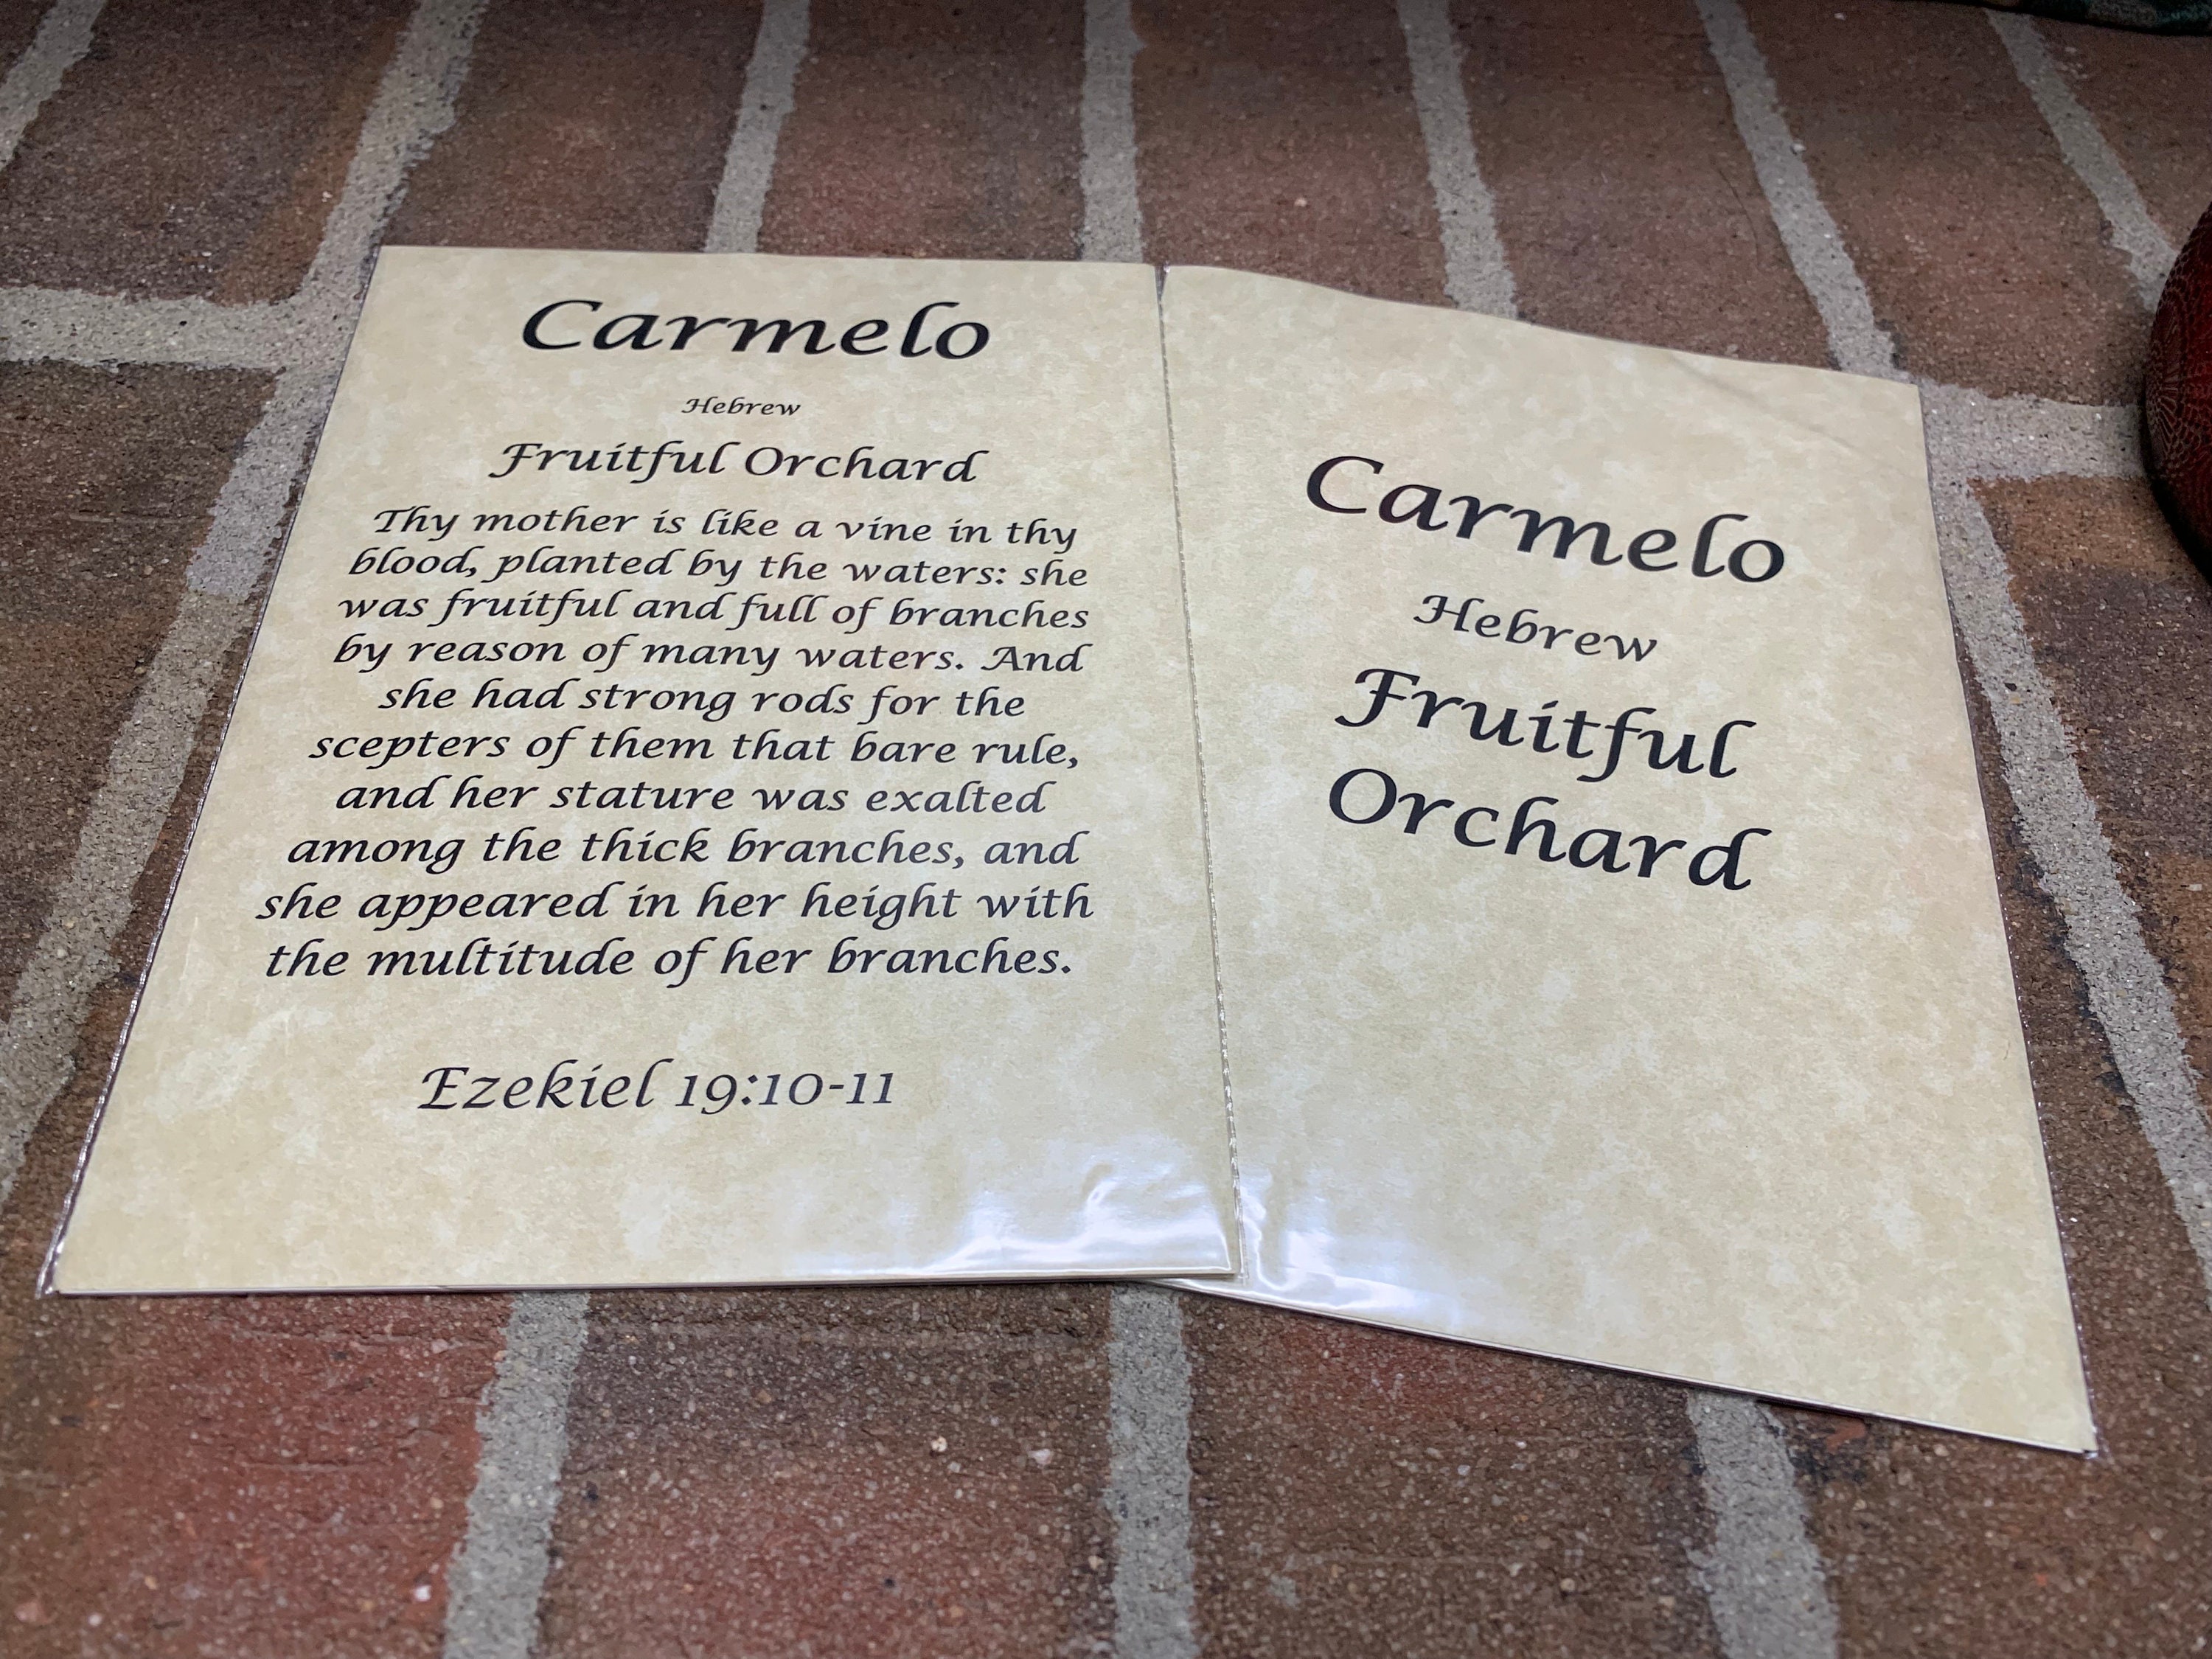 Carmelo
Hebrew
Fruitful Orchard
Thy mother is like a vine in thy
blood, planted by the waters: she
was fruitful and full of branches
by reason of many waters. And
she had strong rods for the
scepters of them that bare rule,
and her stature was exalted
among the thick branches, and
she appeared in her height with
the multitude of her branches.
Ezekiel 19:10-11
Carmelo
Hebrew
Fruitful
Orchard